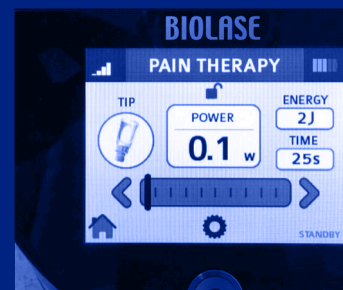 BIOLASE
PAIN THERAPY
TIP
POWER
0.1 w
ENERGY
2J
TIME
25s
STANDBY